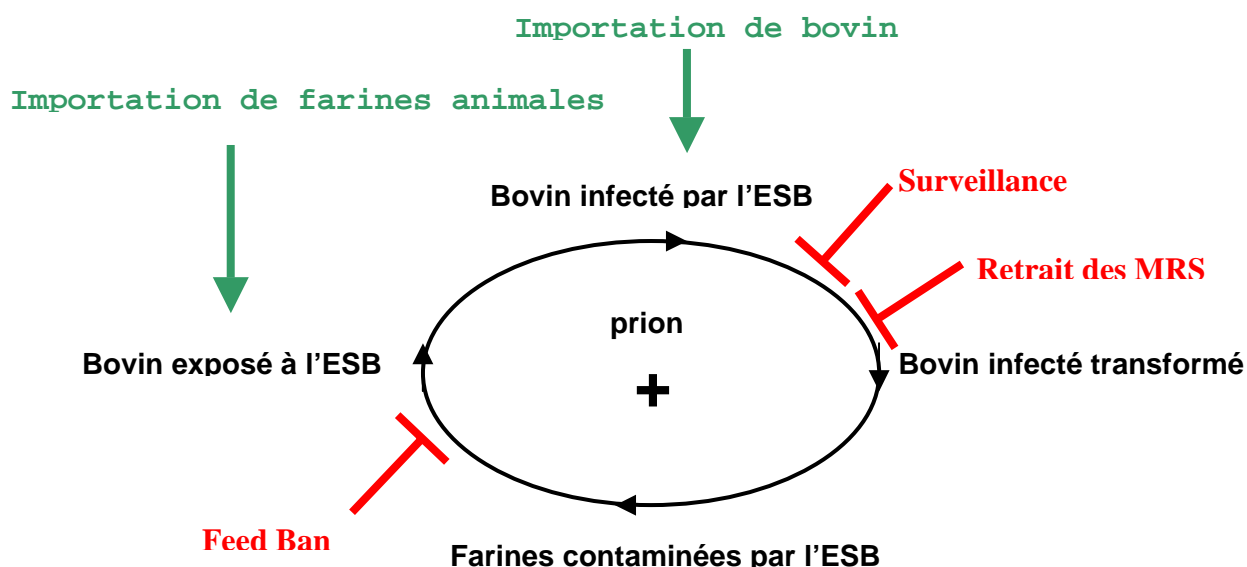 Importation de bovin
Importation de farines animales
Surveillance
Bovin infecté par l'ESB
Retrait des MRS
prion
Bovin exposé à l'ESB
Bovin infecté transformé
+
Feed Ban
Farines contaminées par l'ESB